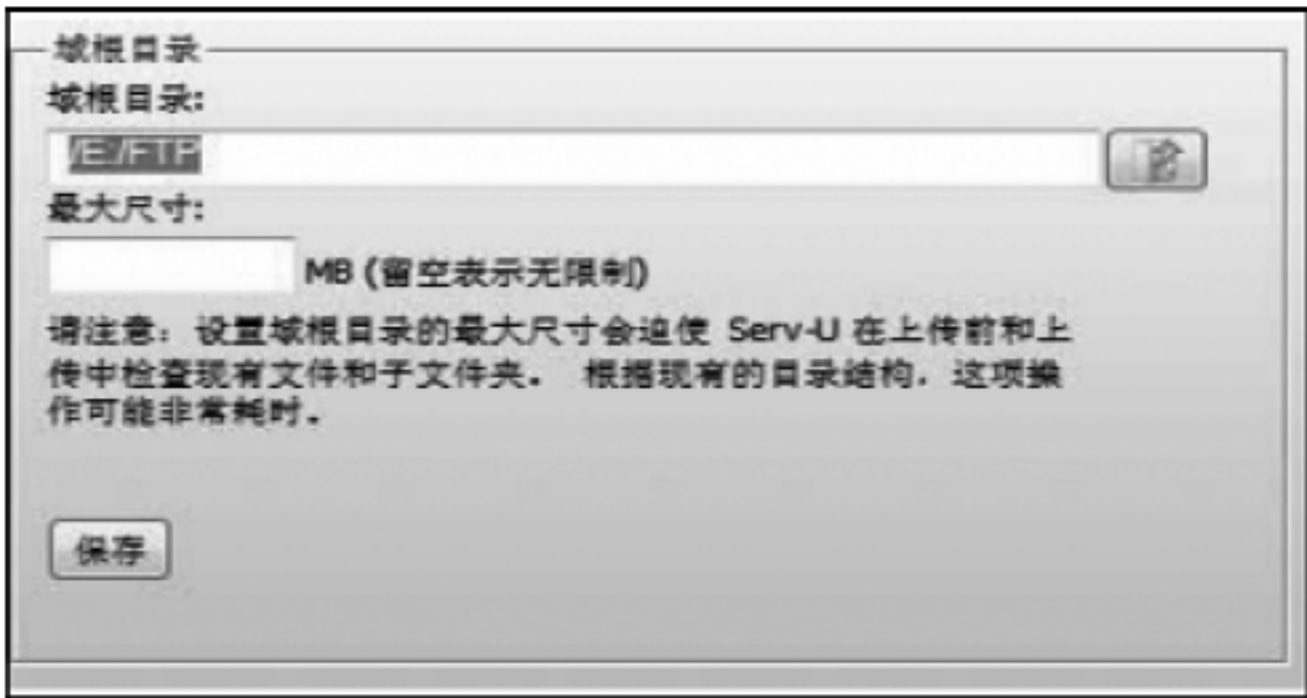 域根目录
域根目录:
/E:/FTP
最大尺寸:
MB (留空表示无限制)
请注意：设置域根目录的最大尺寸会迫使 Serv-U 在上传前和上
传中检查现有文件和子文件夹。 根据现有的目录结构，这项操
作可能非常耗时。
保存